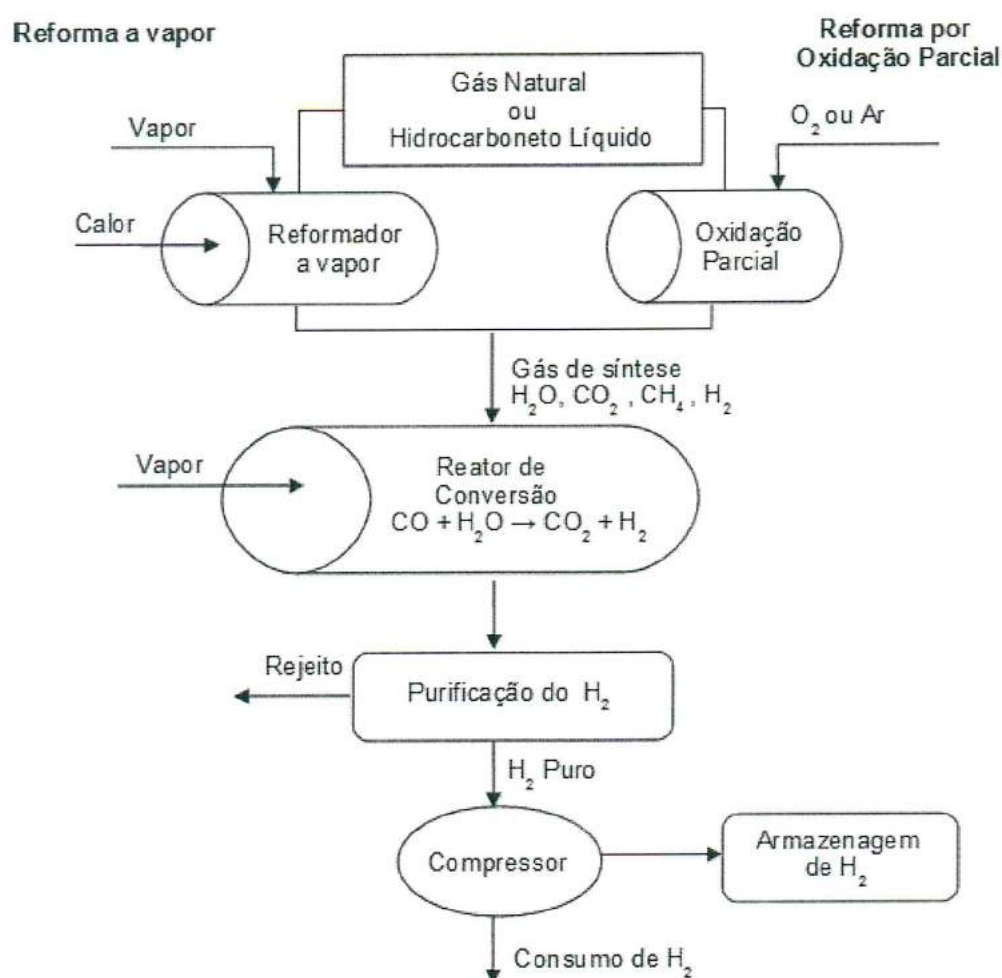 Reforma a vapor
Reforma por
Oxidação Parcial
Gás Natural
ou
Hidrocarboneto Líquido
Vapor
O₂ ou Ar
Calor
Reformador
a vapor
Oxidação
Parcial
Gás de síntese
H₂O, CO₂ , CH₄ , H₂
Vapor
Reator de
Conversão
CO + H₂O → CO₂ + H₂
Rejeito
Purificação do H₂
H₂ Puro
Compressor
Armazenagem
de H₂
Consumo de H₂